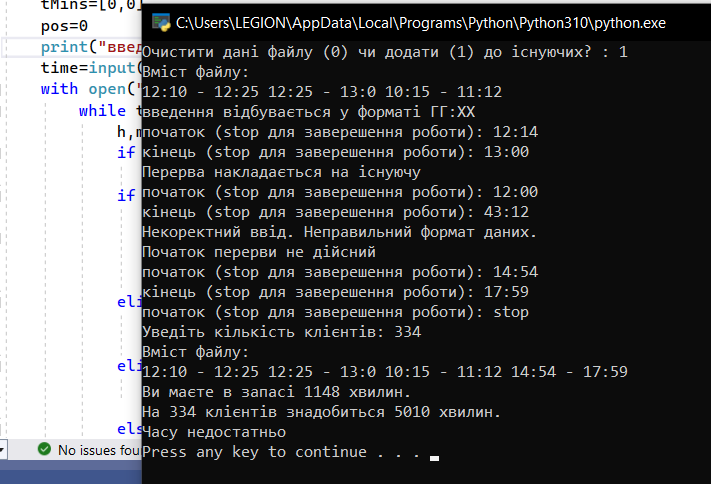 tMins=[0,0]
pos=0
print("введ
time=input(
with open("
while t
h,m
if
if
eli
eli
els
No issues fou
C:\Users\LEGION\AppData\Local\Programs\Python\Python310\python.exe
Очистити дані файлу (0) чи додати (1) до існуючих? : 1
Вміст файлу:
12:10 - 12:25 12:25 - 13:0 10:15 - 11:12
введення відбувається у форматі ГГ:ХХ
початок (stop для заверешення роботи): 12:14
кінець (stop для заверешення роботи): 13:00
Перерва накладається на існуючу
початок (stop для заверешення роботи): 12:00
кінець (stop для заверешення роботи): 43:12
Некоректний ввід. Неправильний формат даних.
Початок перерви не дійсний
початок (stop для заверешення роботи): 14:54
кінець (stop для заверешення роботи): 17:59
початок (stop для заверешення роботи): stop
Уведіть кількість клієнтів: 334
Вміст файлу:
12:10 - 12:25 12:25 - 13:0 10:15 - 11:12 14:54 - 17:59
Ви маєте в запасі 1148 хвилин.
На 334 клієнтів знадобиться 5010 хвилин.
Часу недостатньо
Press any key to continue . . .